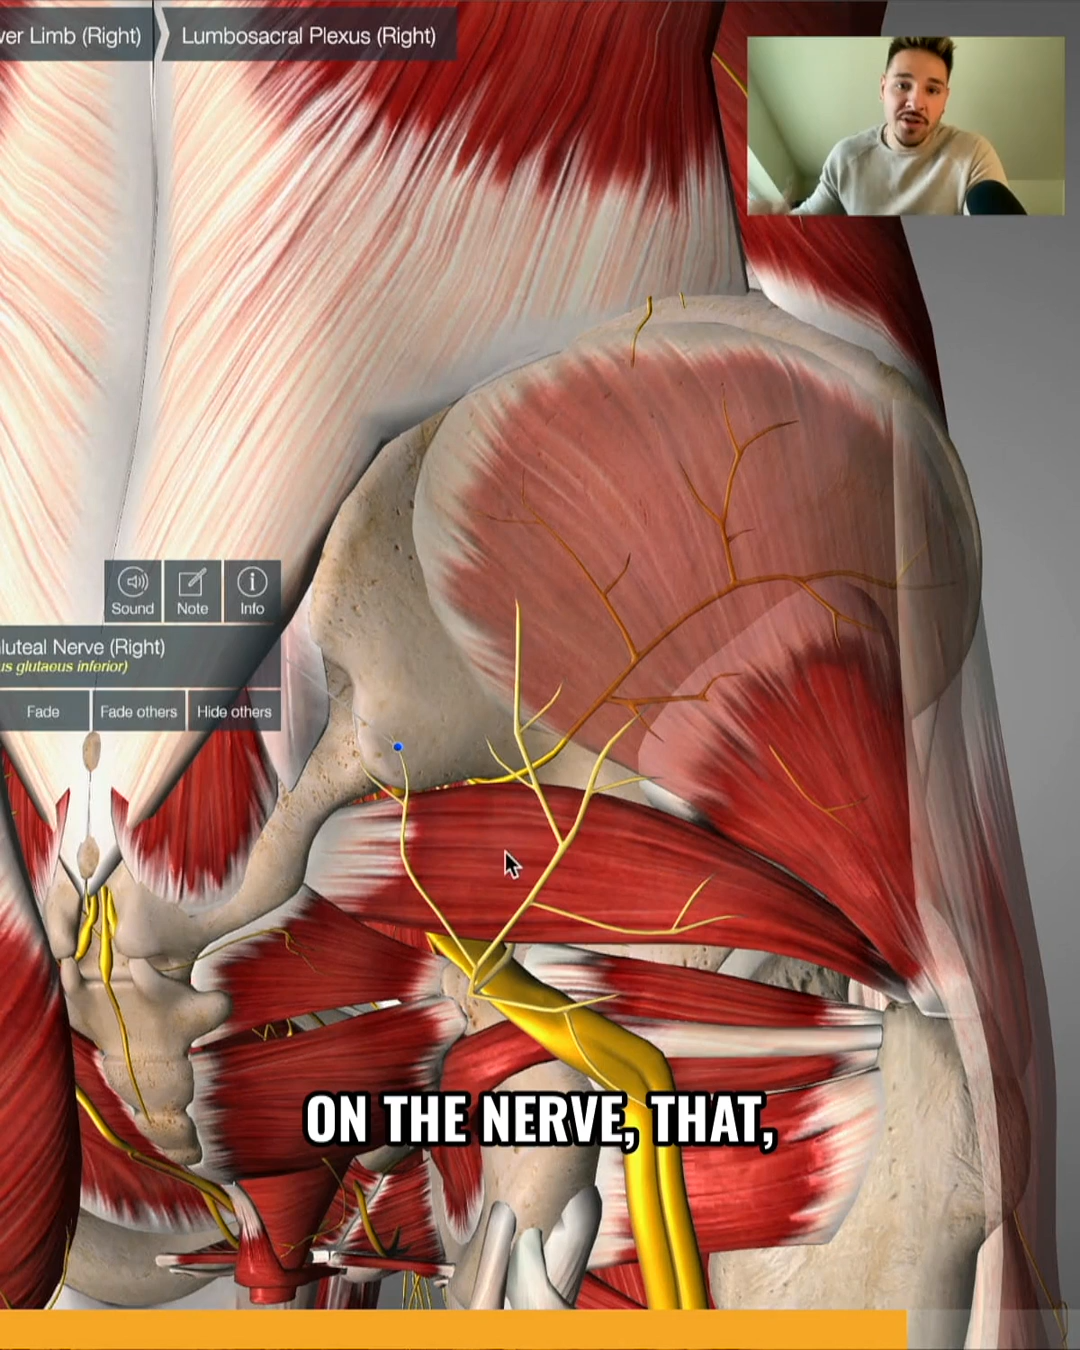 ver Limb (Right)
Lumbosacral Plexus (Right)
Sound
Note
Info
luteal Nerve (Right)
us glutaeus inferior)
Fade
Fade others
Hide others
ON THE NERVE, THAT,